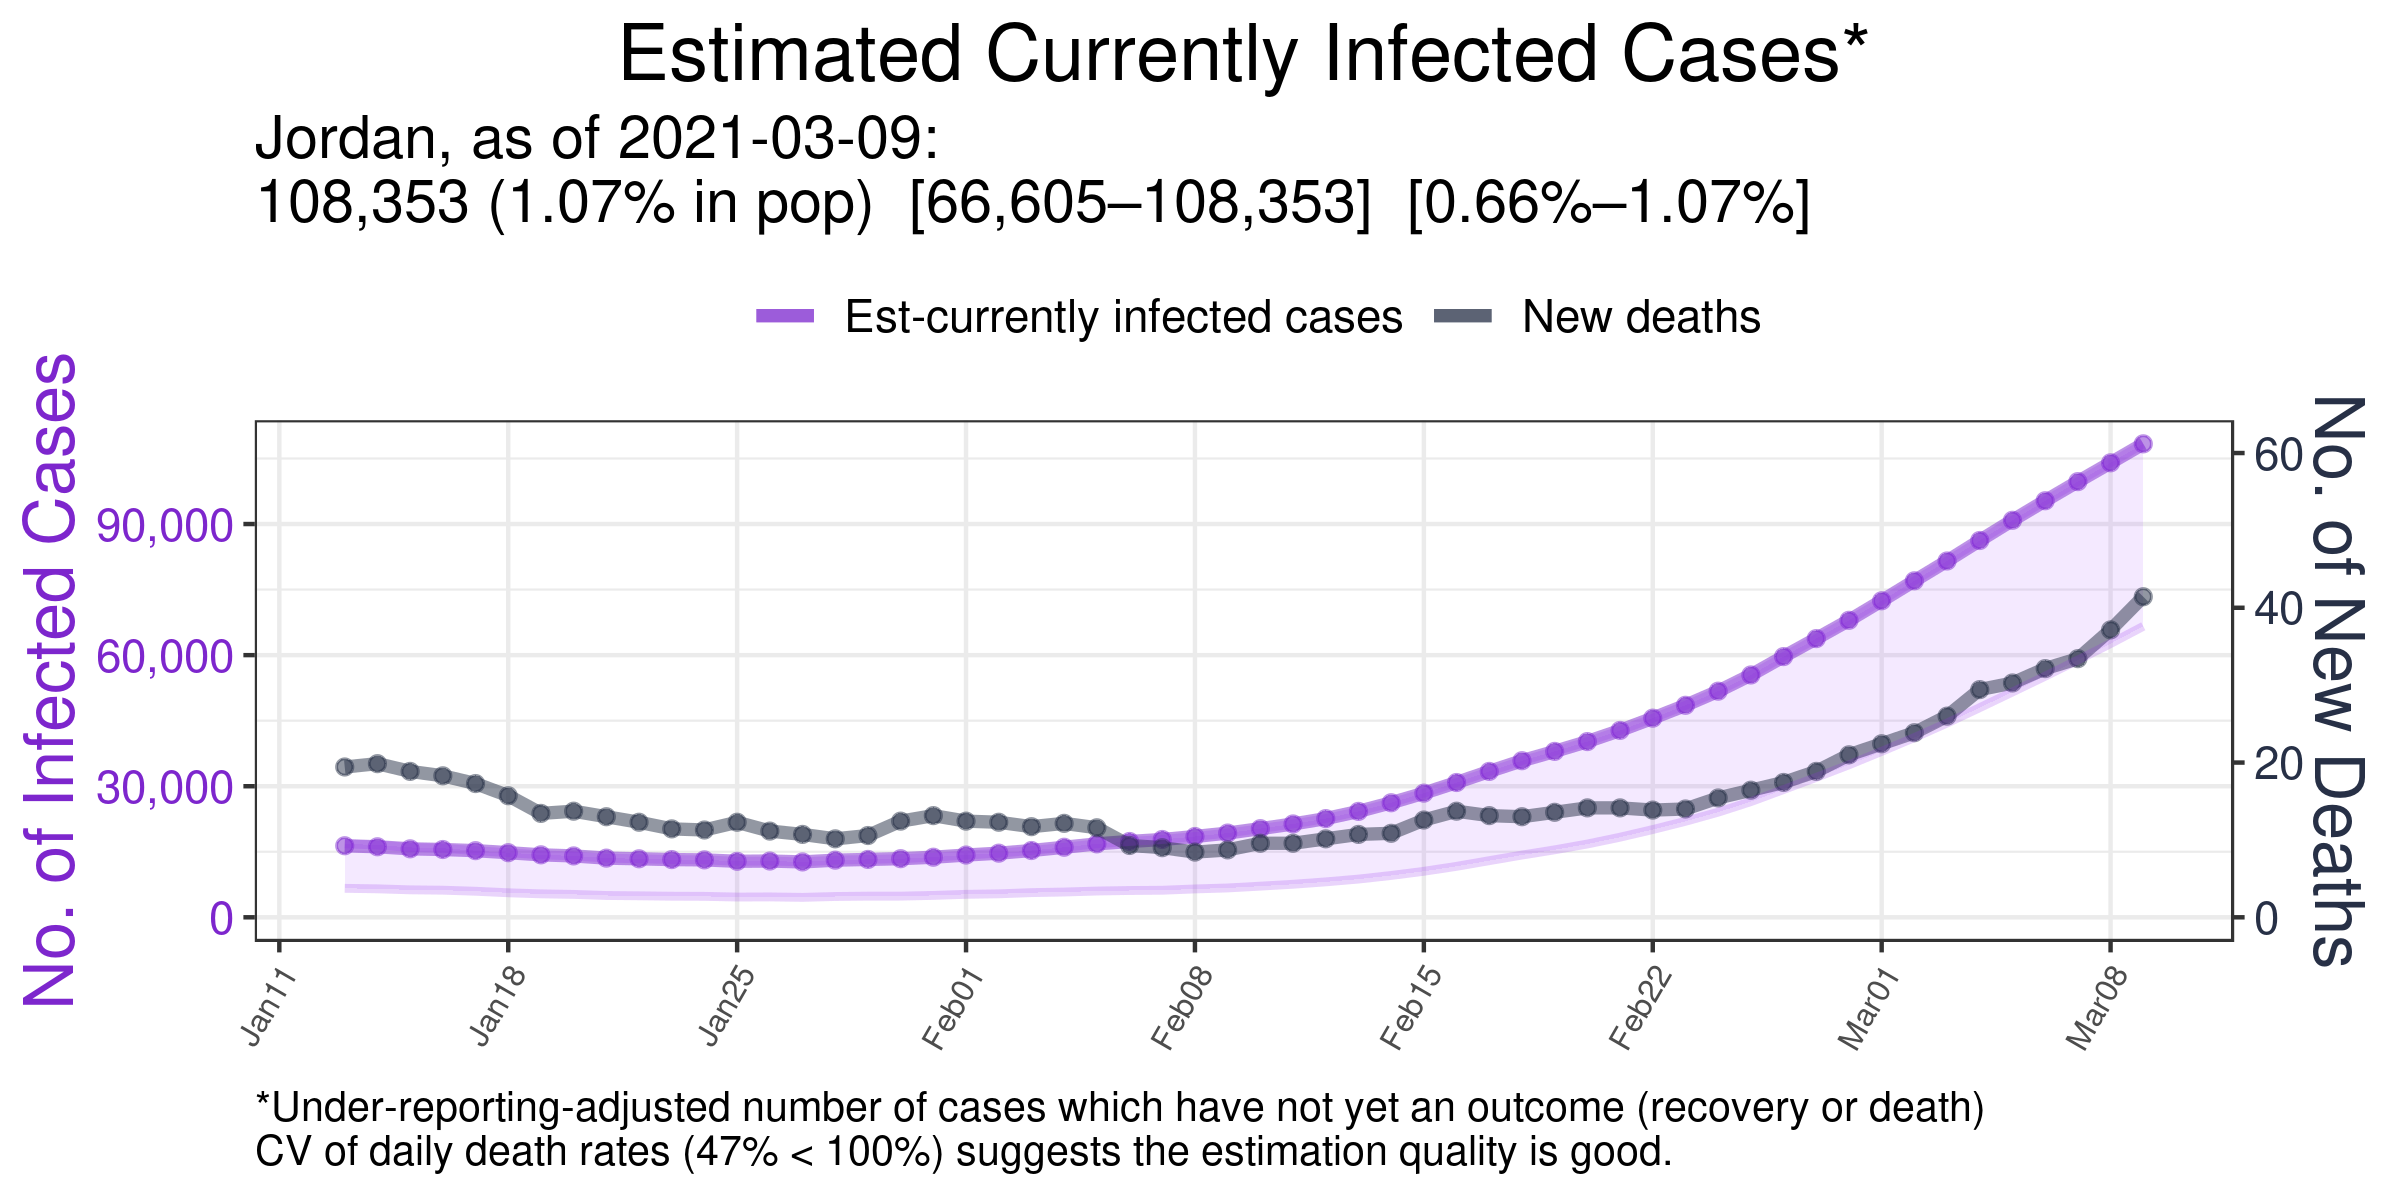 Estimated Currently Infected Cases*
Jordan, as of 2021-03-09:
108,353 (1.07% in pop) [66,605–108,353] [0.66%–1.07%]
Est-currently infected cases
New deaths
No. of Infected Cases
90,000
60,000
30,000
0
60
40
20
0
No. of New Deaths
Jan11
Jan18
Jan25
Feb01
Feb08
Feb15
Feb22
Mar01
Mar08
*Under-reporting-adjusted number of cases which have not yet an outcome (recovery or death)
CV of daily death rates (47% < 100%) suggests the estimation quality is good.